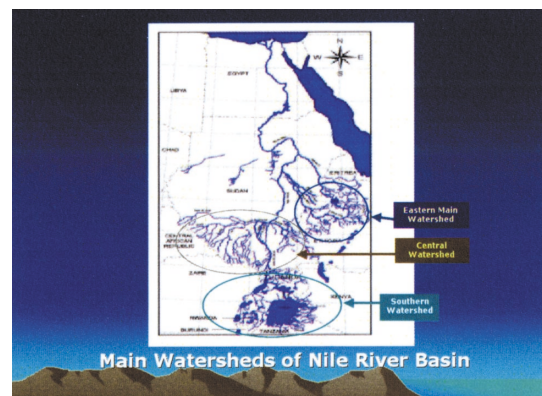 N
W E
S
EGYPT
LIBYA
CHAD
SUDAN
ERITREA
Eastern Main
Watershed
CENTRAL
AFRICAN
REPUBLIC
ETHIOPIA
Central
Watershed
ZAIRE
KENYA
Southern
Watershed
RWANDA
BURUNDI
TANZANIA
Main Watersheds of Nile River Basin